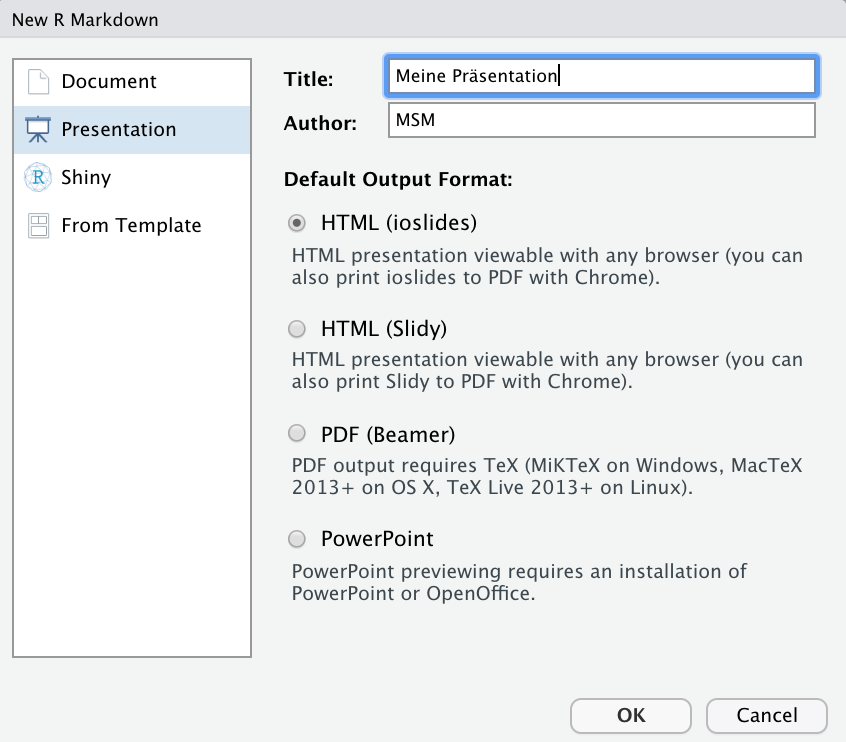 New R Markdown
Document
Presentation
Shiny
From Template
Title: Meine Präsentation
Author: MSM
Default Output Format:
HTML (ioslides)
HTML presentation viewable with any browser (you can
also print ioslides to PDF with Chrome).
HTML (Slidy)
HTML presentation viewable with any browser (you can
also print Slidy to PDF with Chrome).
PDF (Beamer)
PDF output requires TeX (MiKTeX on Windows, MacTeX
2013+ on OS X, TeX Live 2013+ on Linux).
PowerPoint
PowerPoint previewing requires an installation of
PowerPoint or OpenOffice.
OK Cancel